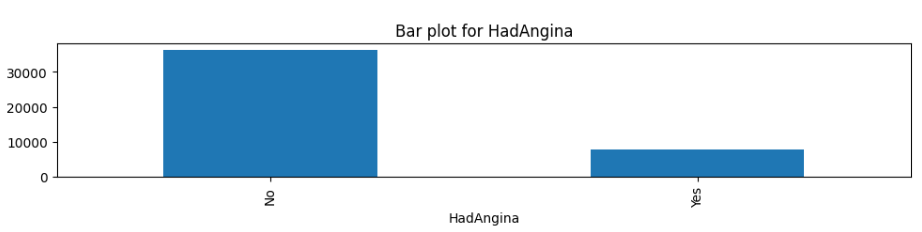 Bar plot for HadAngina
30000
20000
10000
0
No
Yes
HadAngina